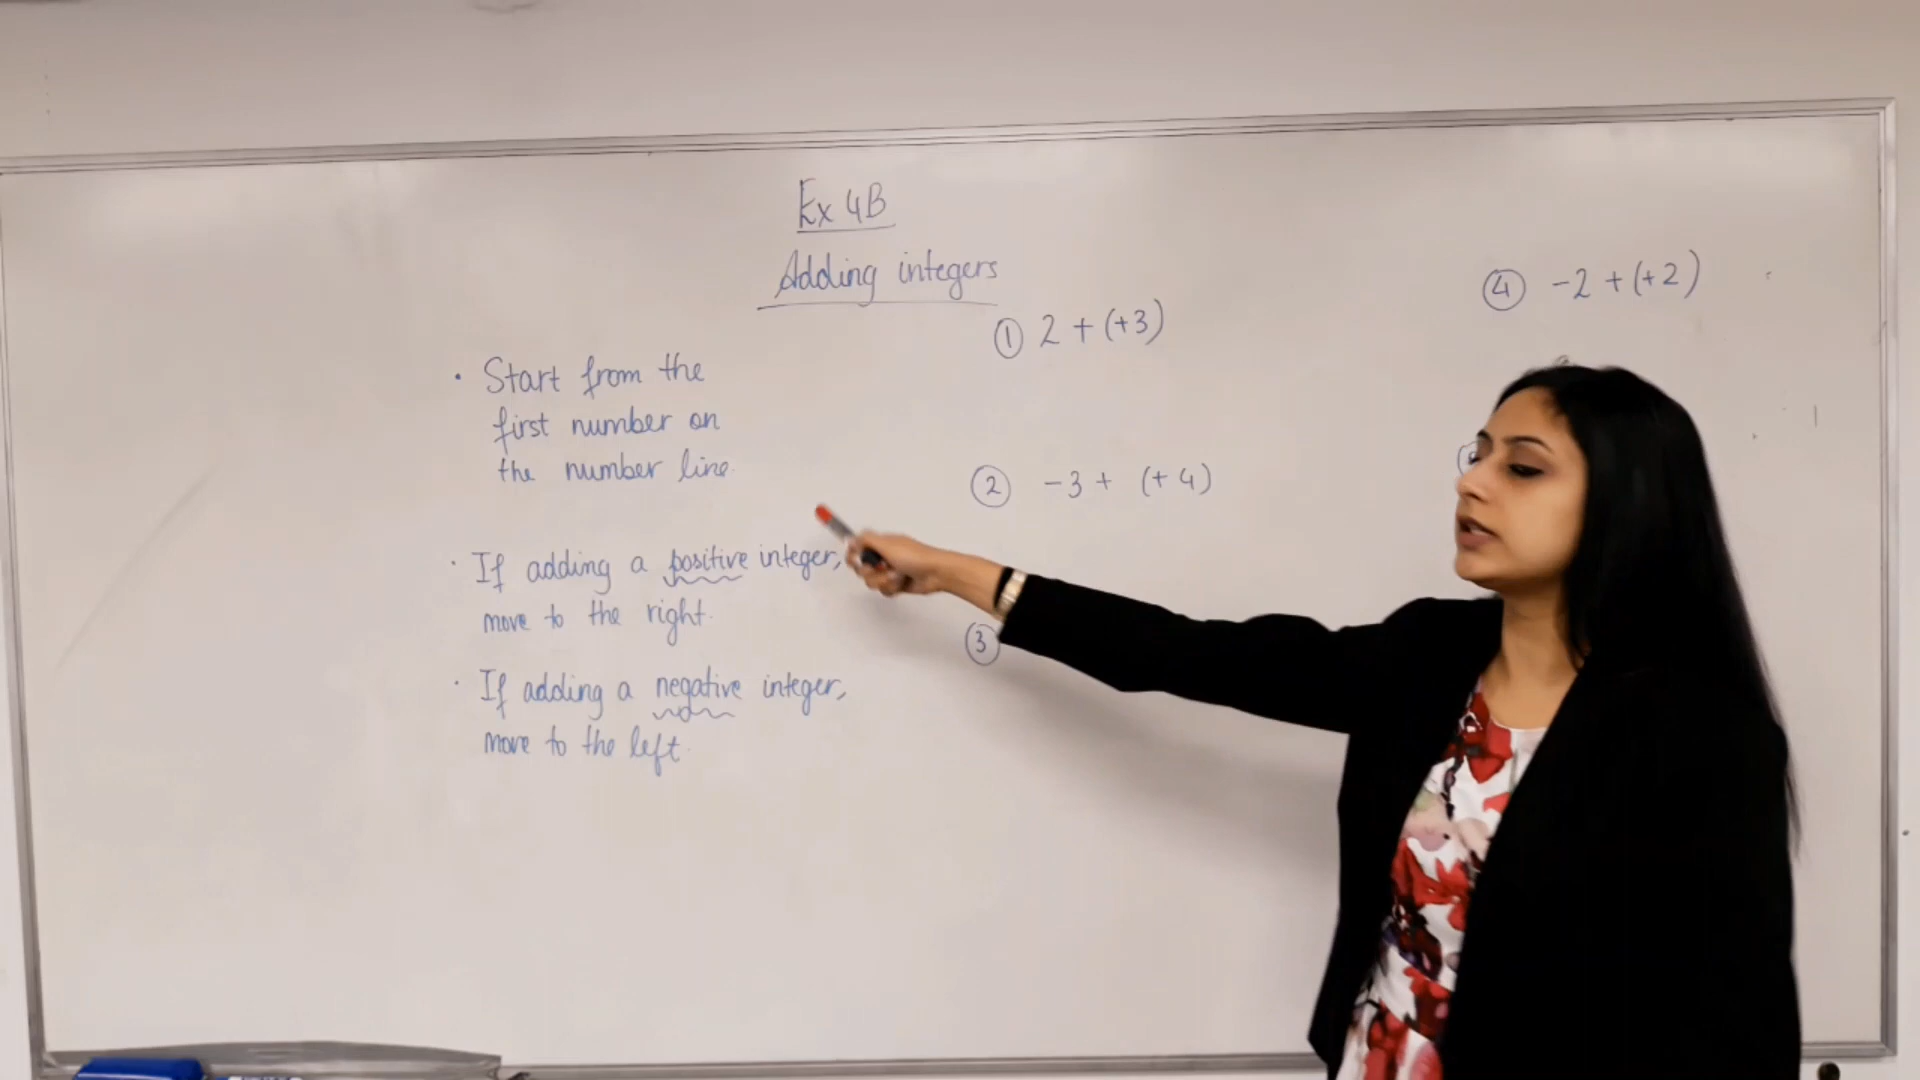 Ex 4B
Adding integers
· Start from the
first number on
the number line.
· If adding a positive integer,
move to the right.
· If adding a negative integer,
move to the left.
① 2 + (+3)
② -3 + (+4)
③
④ -2 + (+2)